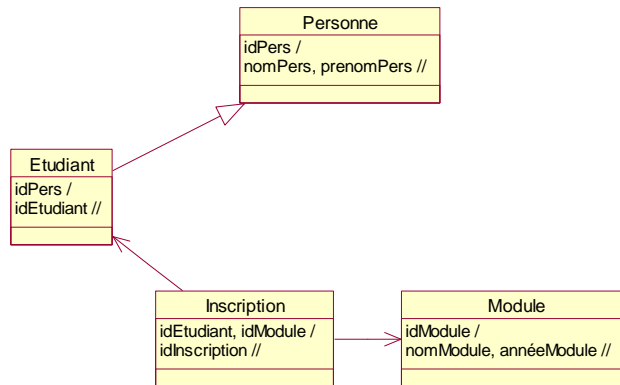 Personne
idPers /
nomPers, prenomPers //
Etudiant
idPers /
idEtudiant //
Inscription
idEtudiant, idModule /
idInscription //
Module
idModule /
nomModule, annéeModule //